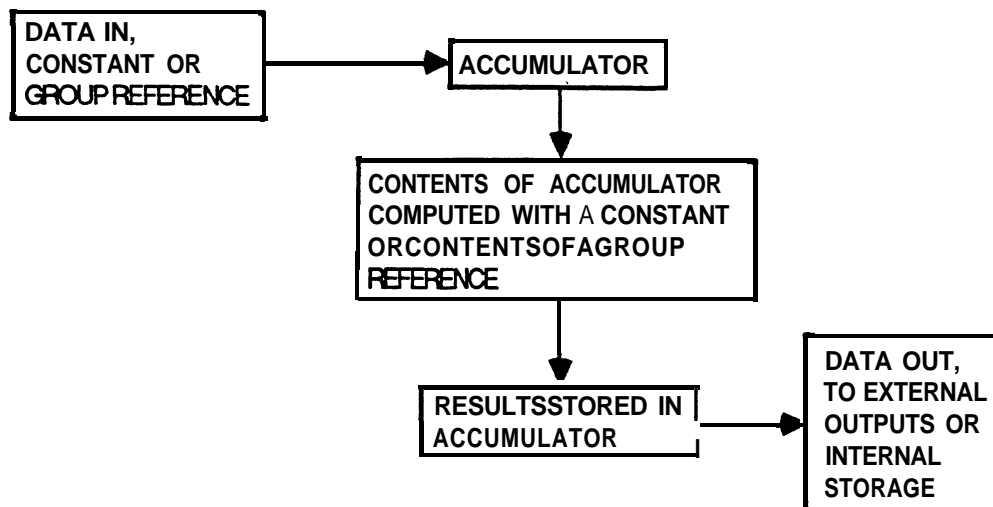 DATA IN,
CONSTANT OR
GROUP REFERENCE
ACCUMULATOR
CONTENTS OF ACCUMULATOR
COMPUTED WITH A CONSTANT
ORCONTENTSOFAGROUP
REFERENCE
RESULTSSTORED IN
ACCUMULATOR
DATA OUT,
TO EXTERNAL
OUTPUTS OR
INTERNAL
STORAGE